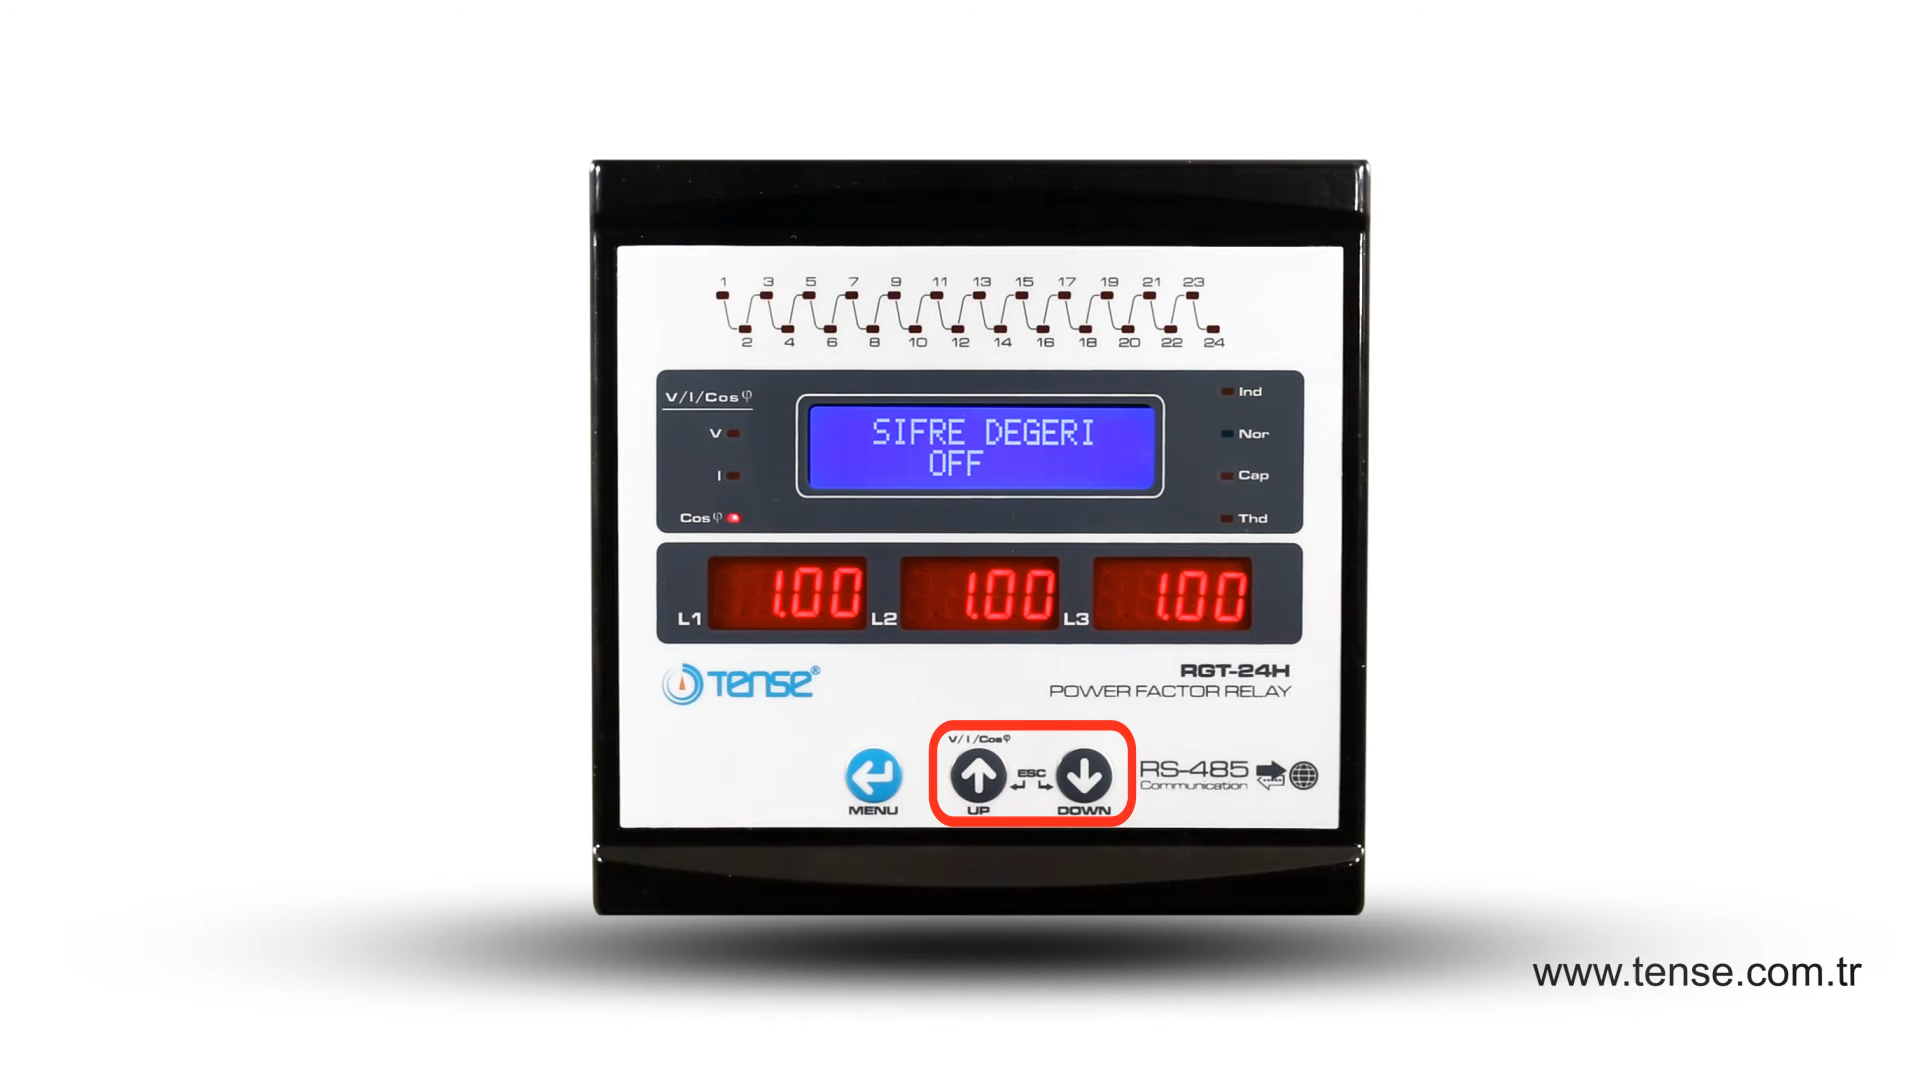 1 3 5 7 9 11 13 15 17 19 21 23
2 4 6 8 10 12 14 16 18 20 22 24
V/I/Cosφ
V
I
Cosφ
SIFRE DEGERI
OFF
Ind
Nor
Cap
Thd
L1 1.00 L2 1.00 L3 1.00
TENSE®
RGT-24H
POWER FACTOR RELAY
V/I/Cosφ
ESC
MENU UP DOWN
RS-485
Communication
www.tense.com.tr